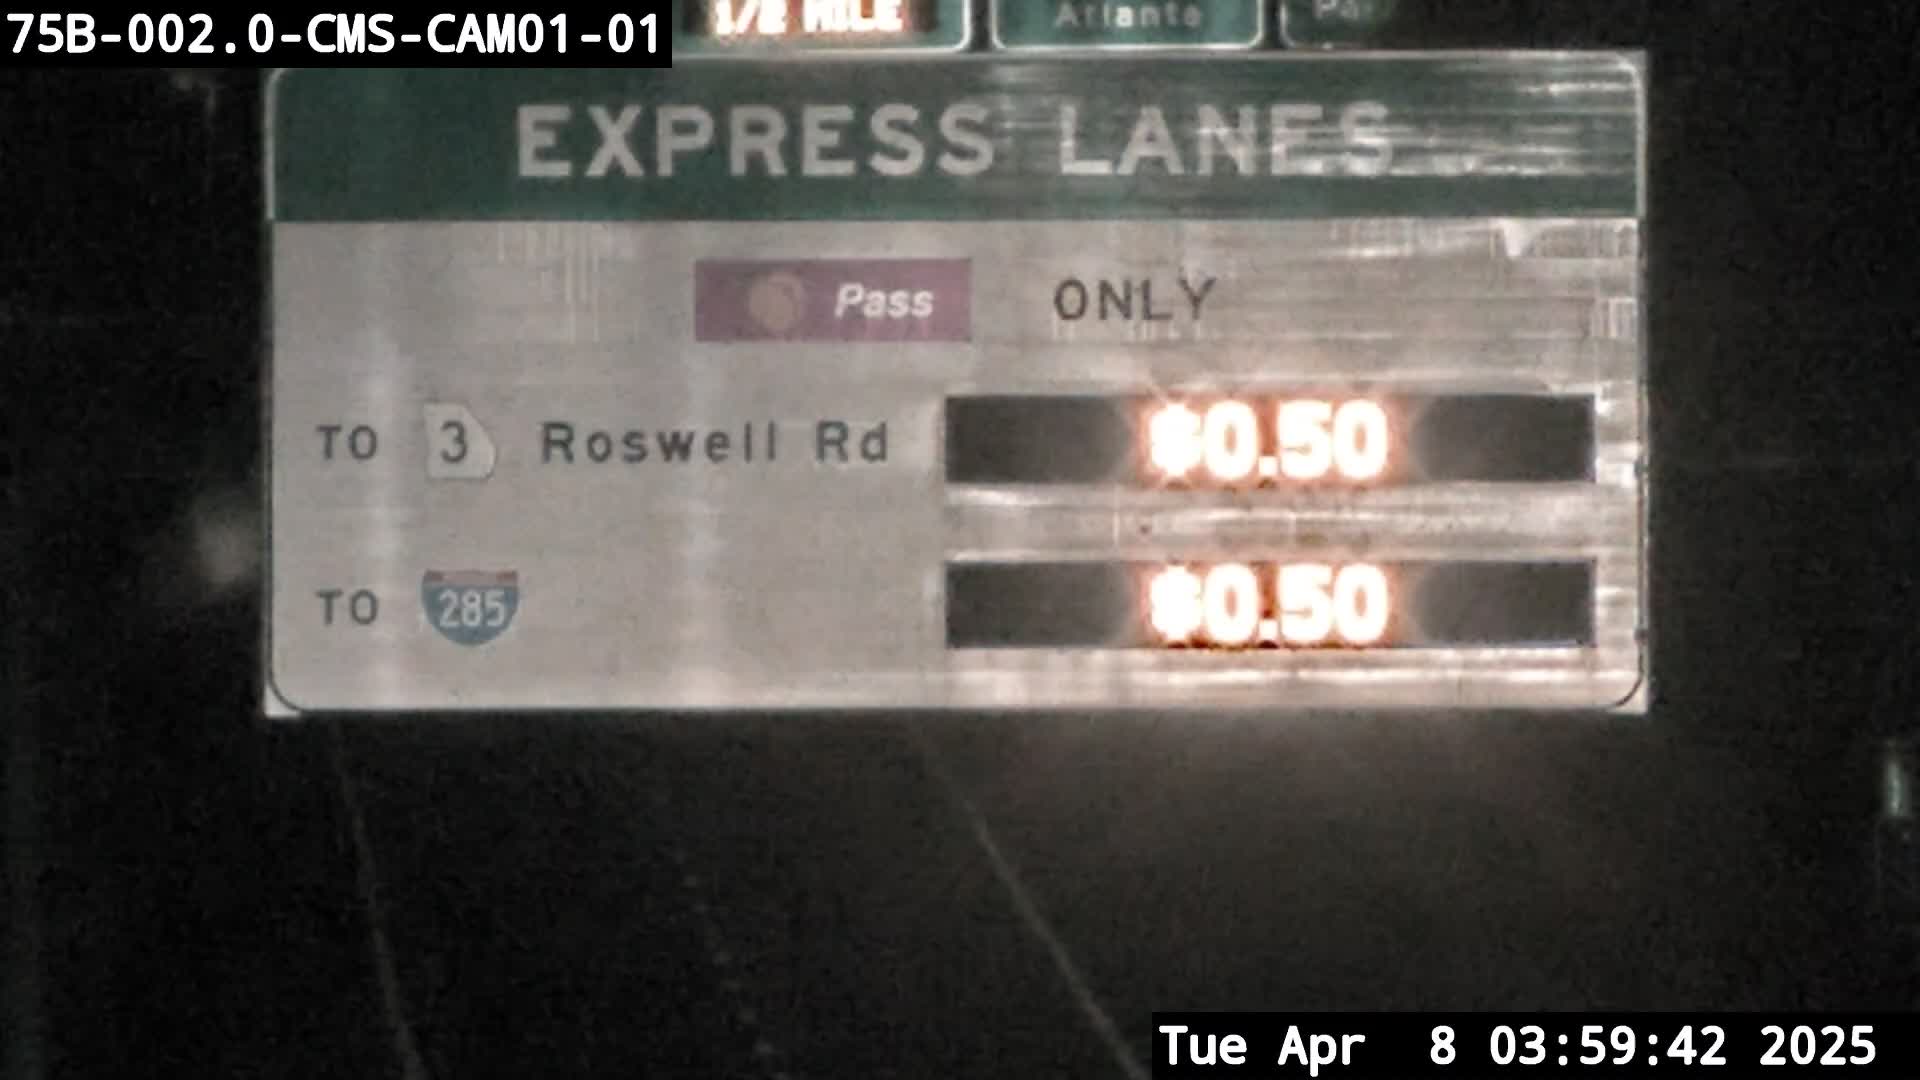 75B-002.0-CMS-CAM01-01
1/2 MILE
Atlanta
EXPRESS LANES
Pass ONLY
TO 3 Roswell Rd $0.50
TO 285 $0.50
Tue Apr 8 03:59:42 2025